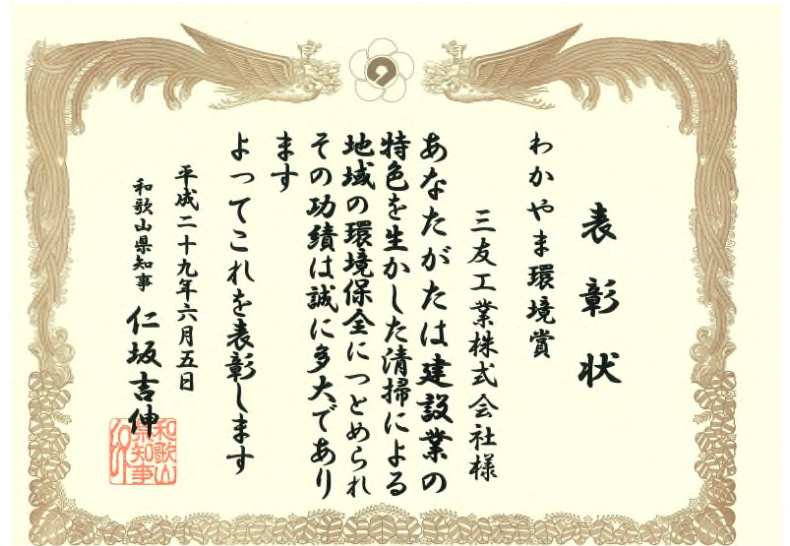 表彰状
わかやま環境賞
三友工業株式会社様
あなたがたは建設業の
特色を生かした清掃による
地域の環境保全につとめられ
その功績は誠に多大であり
ます
よってこれを表彰します
平成二十九年六月五日
和歌山県知事 仁坂吉伸
和歌山
県知事
印